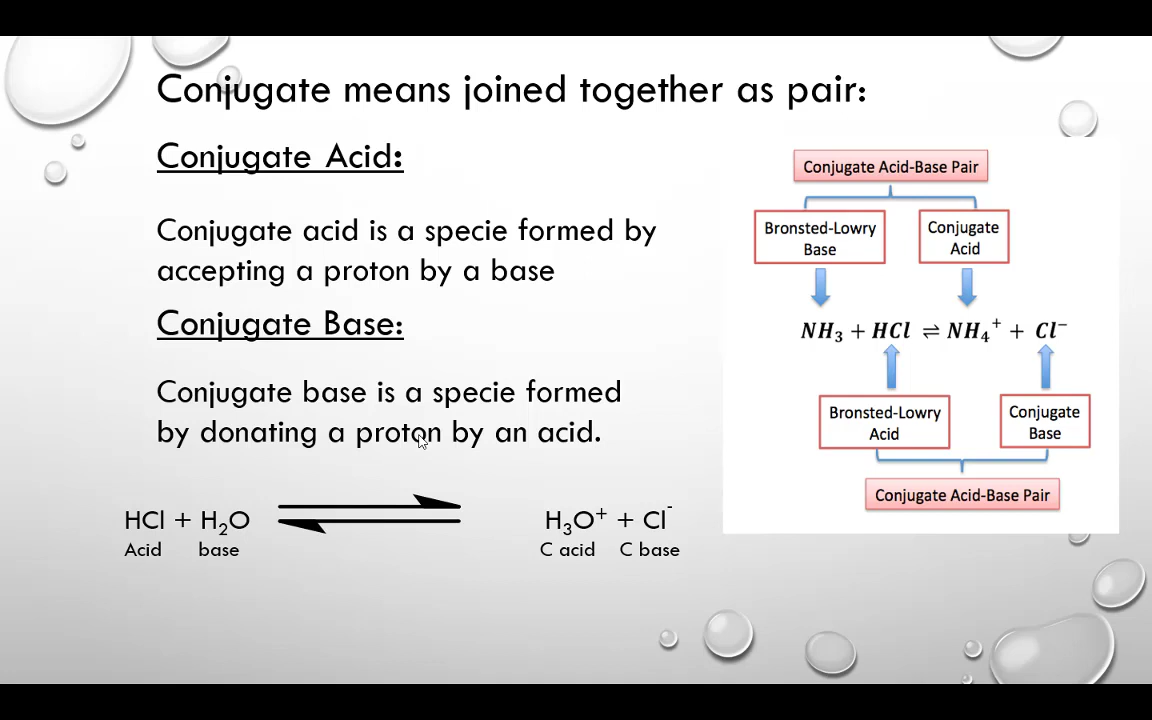 Conjugate means joined together as pair:
Conjugate Acid:
Conjugate acid is a specie formed by
accepting a proton by a base
Conjugate Base:
Conjugate base is a specie formed
by donating a proton by an acid.
HCl + H₂O ⇌ H₃O⁺ + Cl⁻
Acid base C acid C base
Conjugate Acid-Base Pair
Bronsted-Lowry
Base
Conjugate
Acid
NH₃ + HCl ⇌ NH₄⁺ + Cl⁻
Bronsted-Lowry
Acid
Conjugate
Base
Conjugate Acid-Base Pair